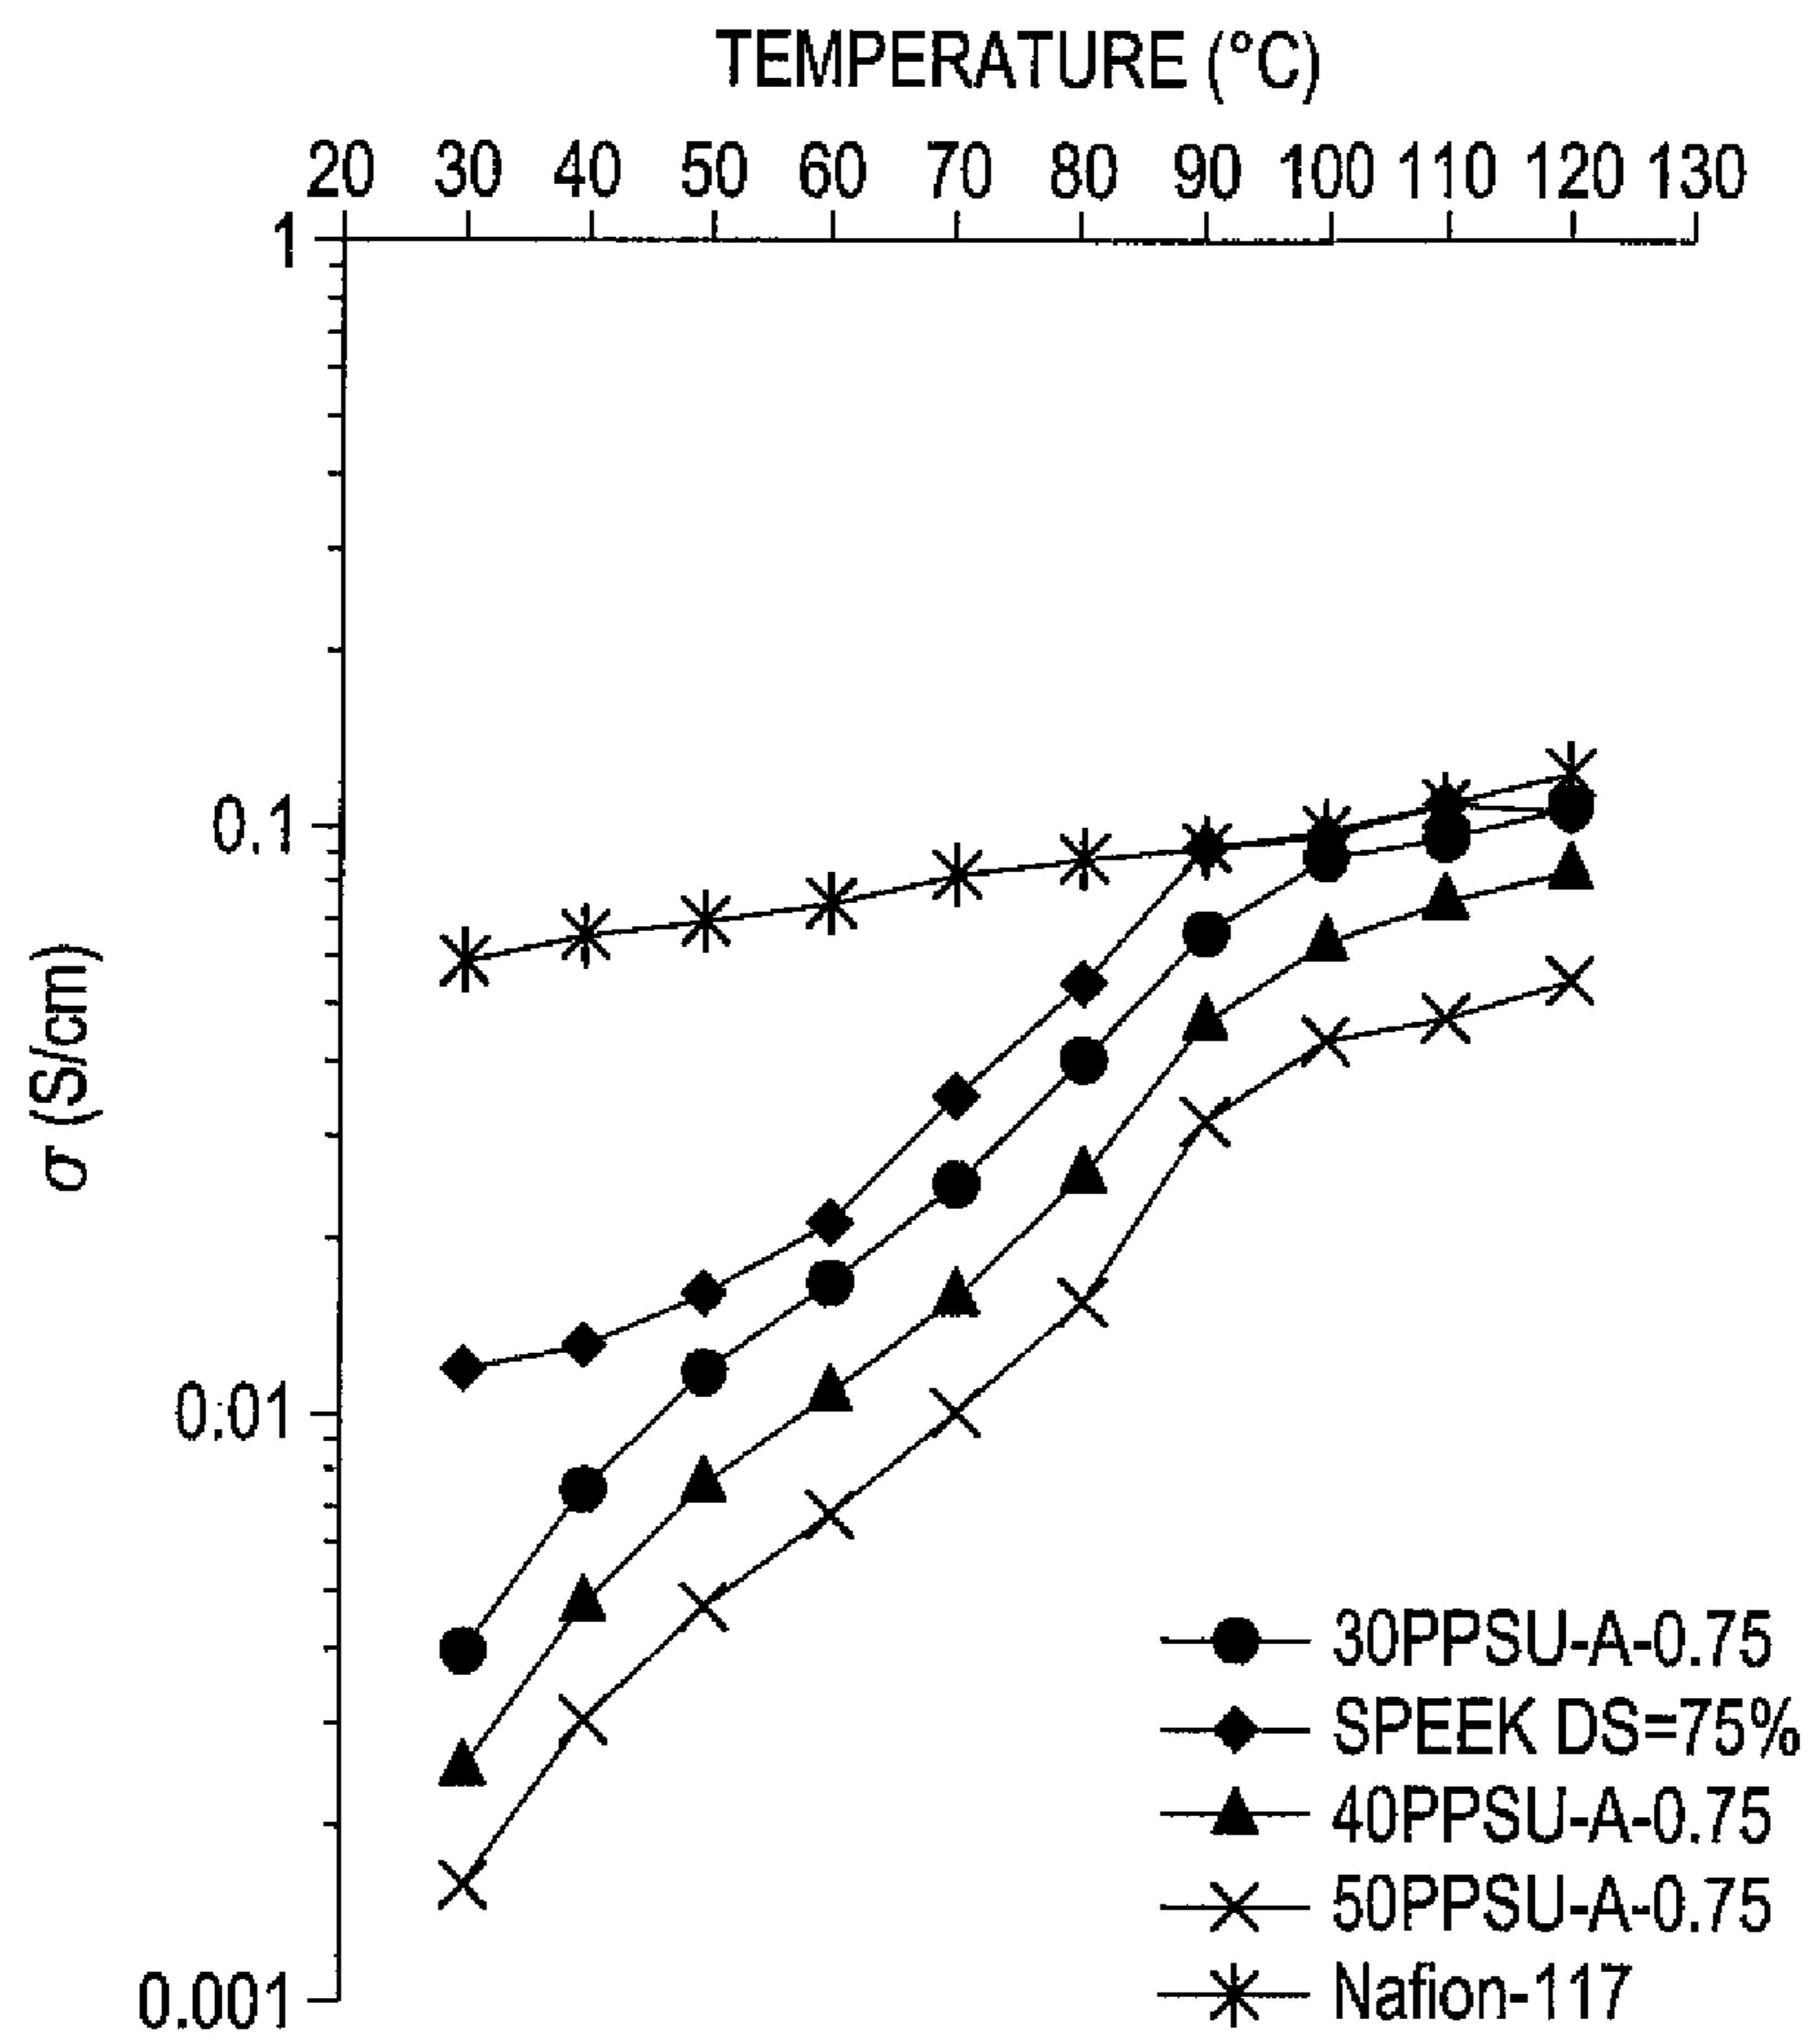 TEMPERATURE (°C)
20 30 40 50 60 70 80 90 100 110 120 130
1
0.1
0.01
0.001
σ (S/cm)
30PPSU-A-0.75
SPEEK DS=75%
40PPSU-A-0.75
50PPSU-A-0.75
Nafion-117